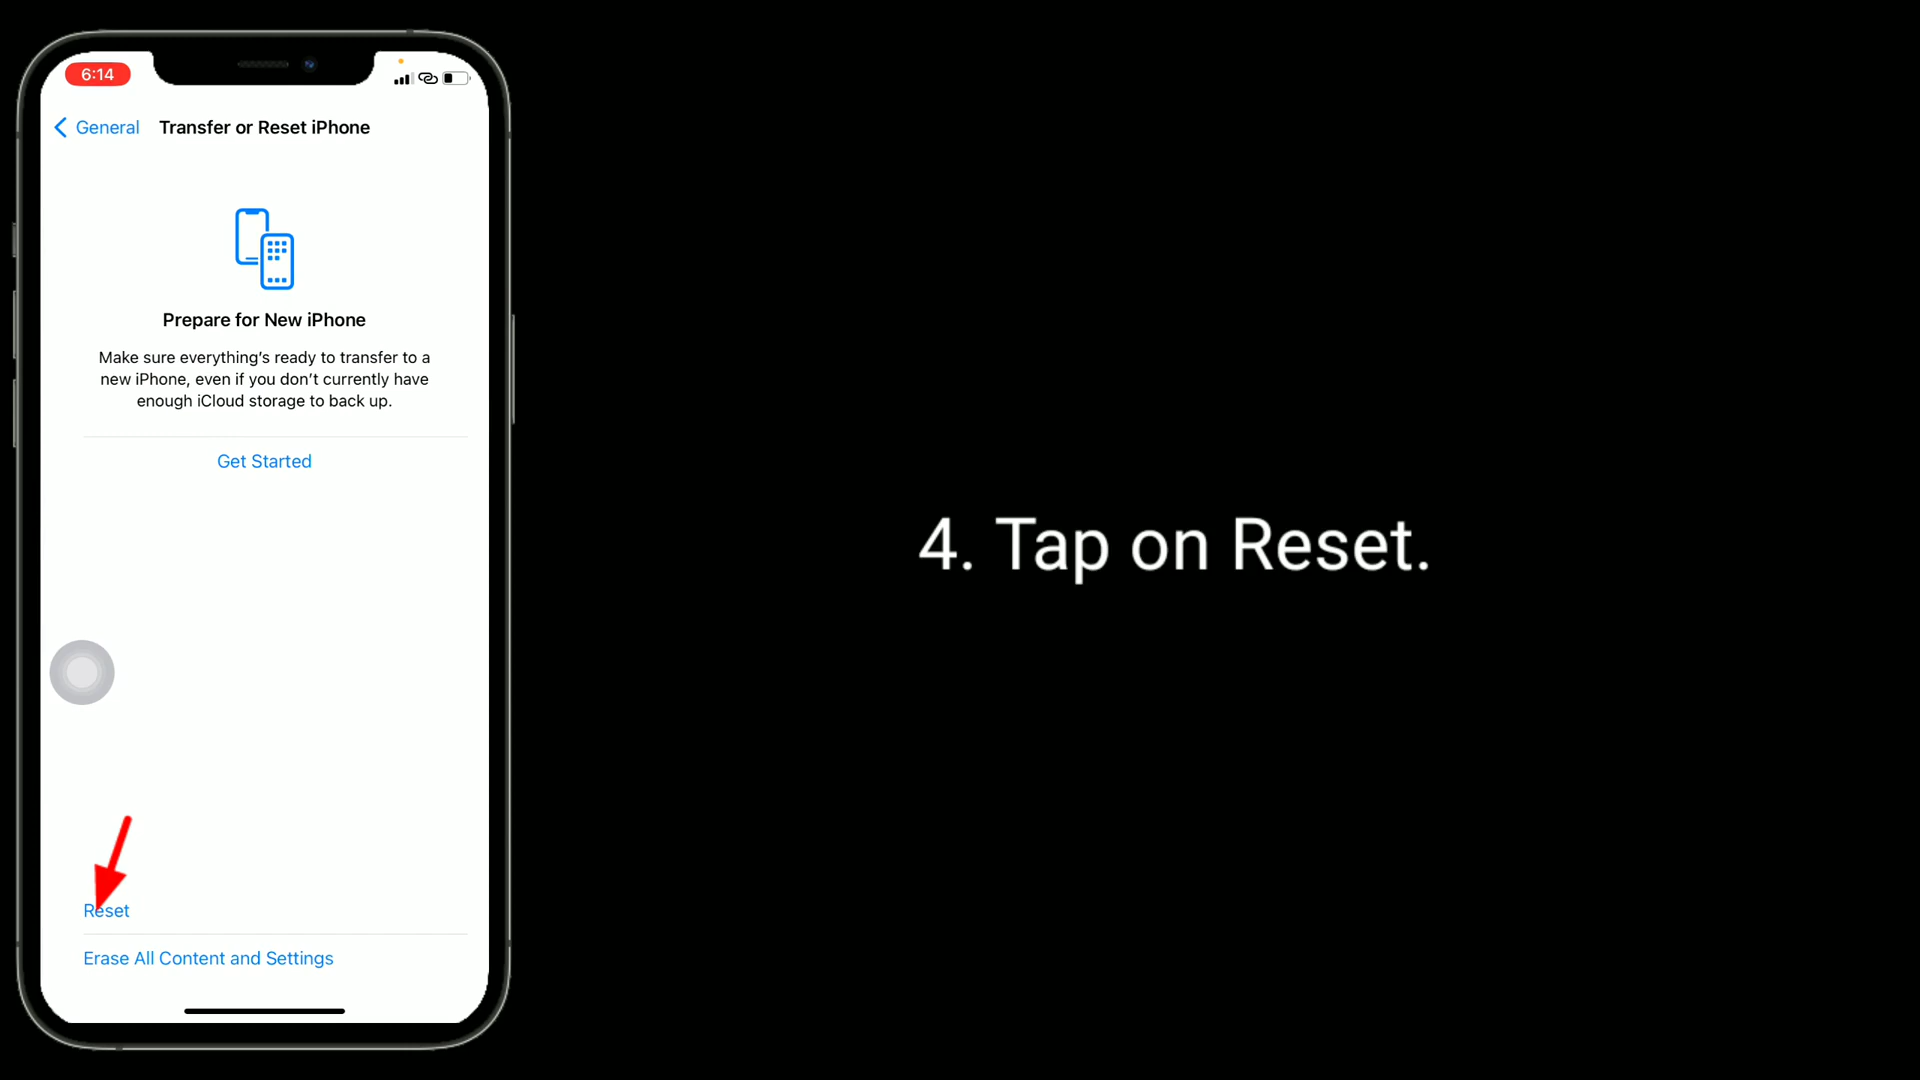 6:14
General
Transfer or Reset iPhone
Prepare for New iPhone
Make sure everything’s ready to transfer to a
new iPhone, even if you don’t currently have
enough iCloud storage to back up.
Get Started
4. Tap on Reset.
Reset
Erase All Content and Settings